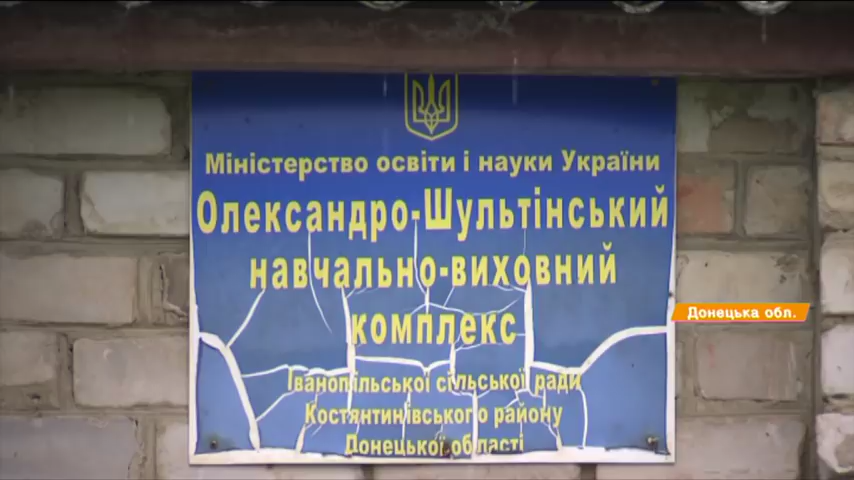 Міністерство освіти і науки України
Олександро-Шультінський
навчально-виховний
комплекс
Іванопільської сільської ради
Костянтинівського району
Донецької області
Донецька обл.